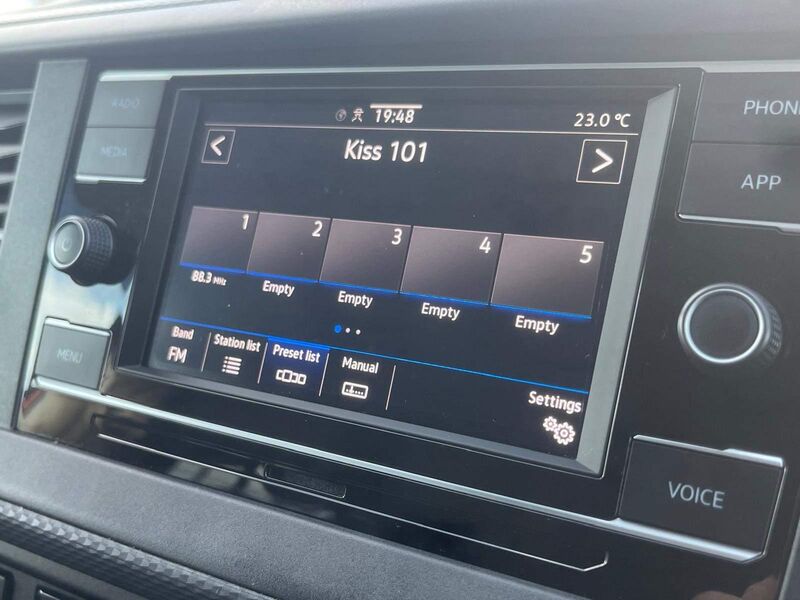 RADIO
MEDIA
MENU
19:48
23.0 °C
<
Kiss 101
>
1 2 3 4 5
88.3 MHz Empty Empty Empty Empty
Band
FM
Station list
Preset list
Manual
Settings
PHONE
APP
VOICE